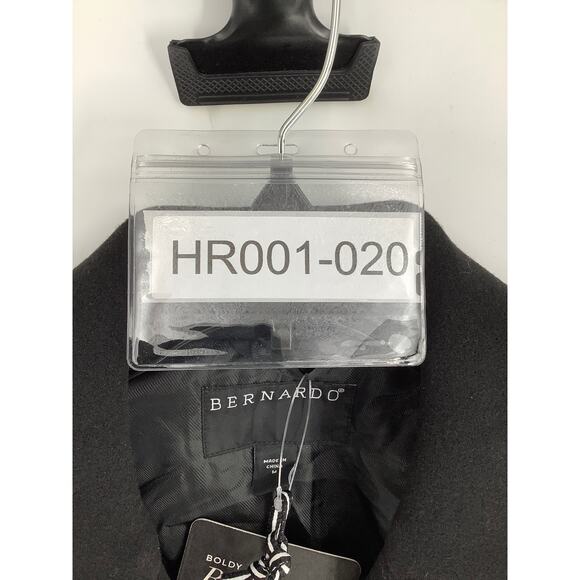 HR001-020
BERNARDO®
MADE IN
CHINA
M
BOLDY